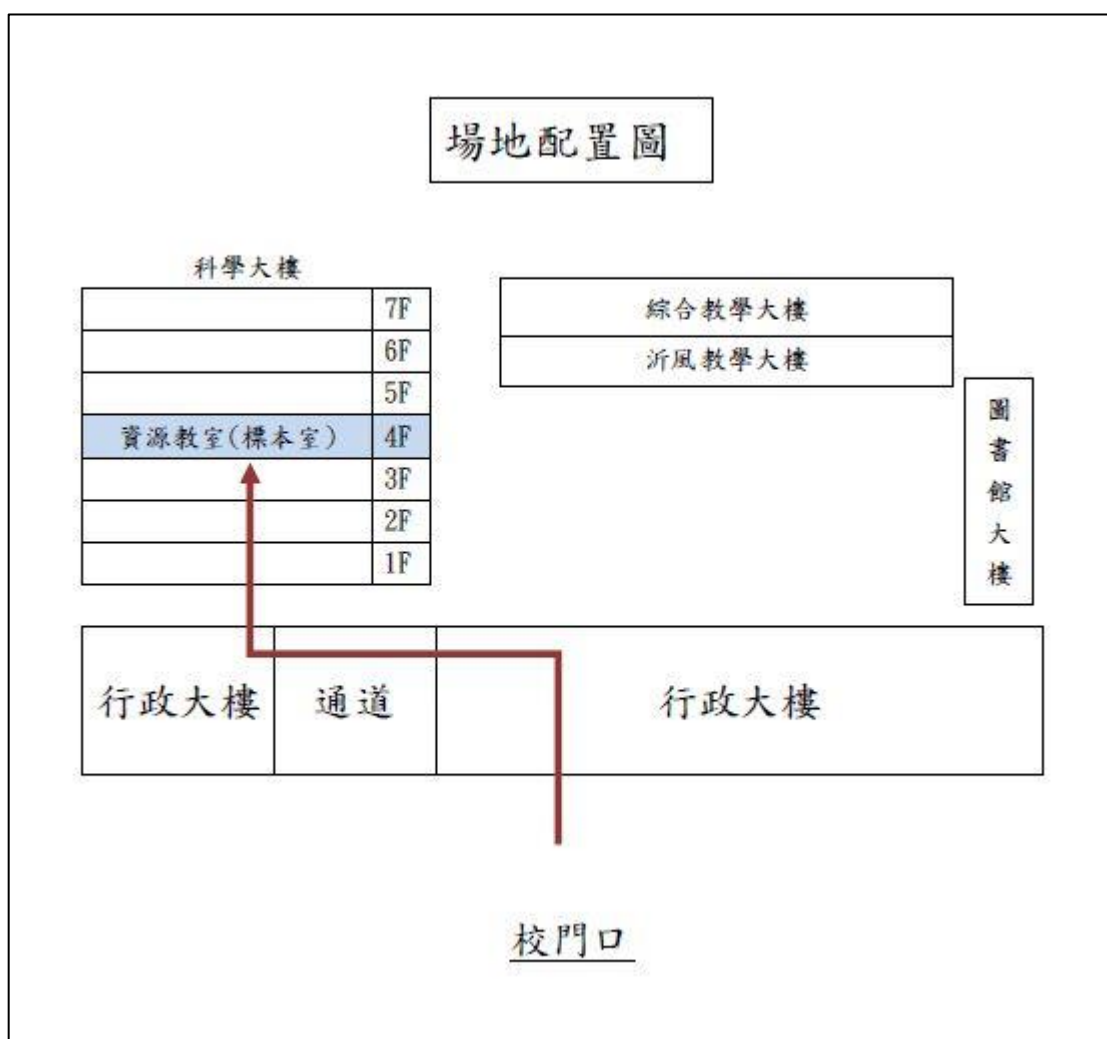 場地配置圖
科學大樓
7F
6F
5F
資源教室(標本室) 4F
3F
2F
1F
綜合教學大樓
沂風教學大樓
圖書館大樓
行政大樓 通道 行政大樓
校門口